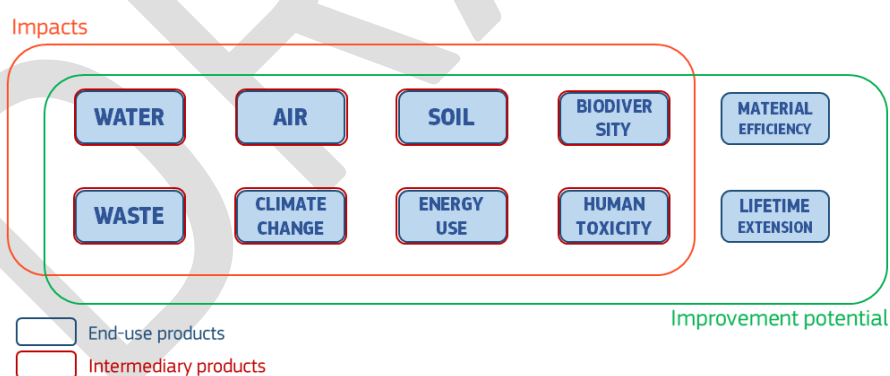 Impacts
WATER
AIR
SOIL
BIODIVER
SITY
MATERIAL
EFFICIENCY
WASTE
CLIMATE
CHANGE
ENERGY
USE
HUMAN
TOXICITY
LIFETIME
EXTENSION
Improvement potential
End-use products
Intermediary products